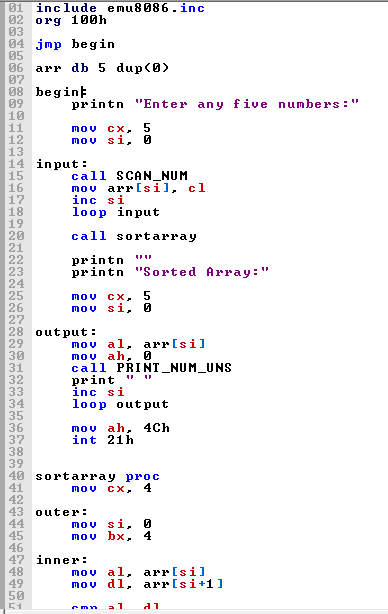 01 include emu8086.inc
02 org 100h
03
04 jmp begin
05
06 arr db 5 dup(0)
07
08 begin:
09     printn "Enter any five numbers:"
10
11     mov cx, 5
12     mov si, 0
13
14 input:
15     call SCAN_NUM
16     mov arr[si], cl
17     inc si
18     loop input
19
20     call sortarray
21
22     printn ""
23     printn "Sorted Array:"
24
25     mov cx, 5
26     mov si, 0
27
28 output:
29     mov al, arr[si]
30     mov ah, 0
31     call PRINT_NUM_UNS
32     print " "
33     inc si
34     loop output
35
36     mov ah, 4Ch
37     int 21h
38
39
40 sortarray proc
41     mov cx, 4
42
43 outer:
44     mov si, 0
45     mov bx, 4
46
47 inner:
48     mov al, arr[si]
49     mov dl, arr[si+1]
50
51     cmp al, dl